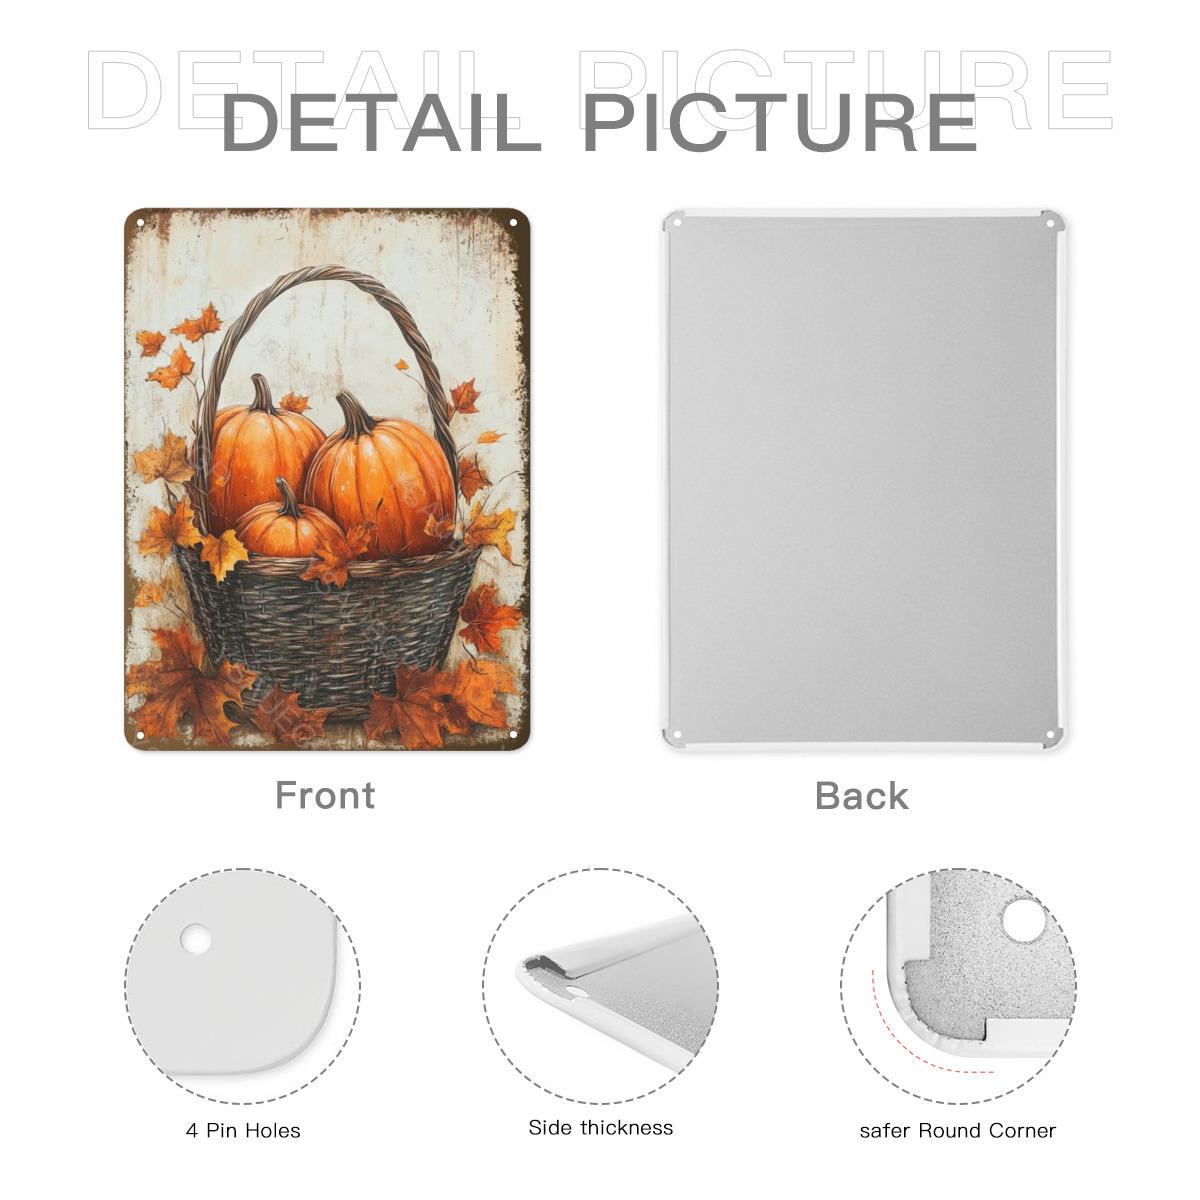 DETAIL PICTURE
DETAIL PICTURE
Front
Back
4 Pin Holes
Side thickness
safer Round Corner